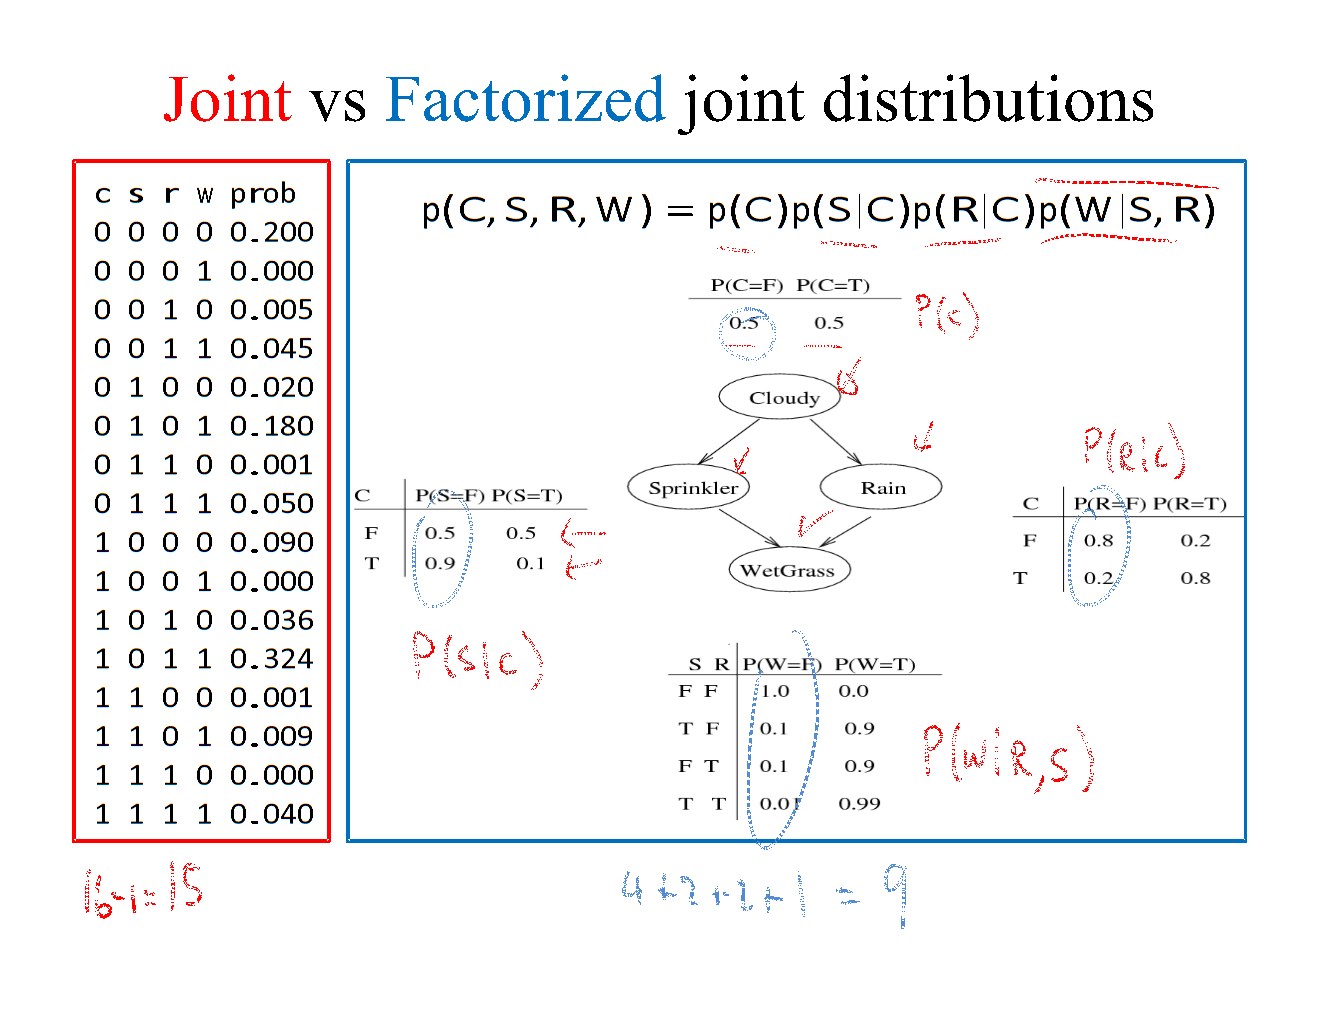 Joint vs Factorized joint distributions
c s r w prob
0 0 0 0 0.200
0 0 0 1 0.000
0 0 1 0 0.005
0 0 1 1 0.045
0 1 0 0 0.020
0 1 0 1 0.180
0 1 1 0 0.001
0 1 1 1 0.050
1 0 0 0 0.090
1 0 0 1 0.000
1 0 1 0 0.036
1 0 1 1 0.324
1 1 0 0 0.001
1 1 0 1 0.009
1 1 1 0 0.000
1 1 1 1 0.040
16-1=15
p(C, S, R, W) = p(C)p(S|C)p(R|C)p(W|S, R)
P(C=F) P(C=T)
0.5 0.5
P(c)
Cloudy
Sprinkler
Rain
WetGrass
C P(S=F) P(S=T)
F 0.5 0.5
T 0.9 0.1
P(s|c)
P(R|c)
C P(R=F) P(R=T)
F 0.8 0.2
T 0.2 0.8
S R P(W=F) P(W=T)
F F 1.0 0.0
T F 0.1 0.9
F T 0.1 0.9
T T 0.01 0.99
P(W|R,S)
4+2+2+1 = 9